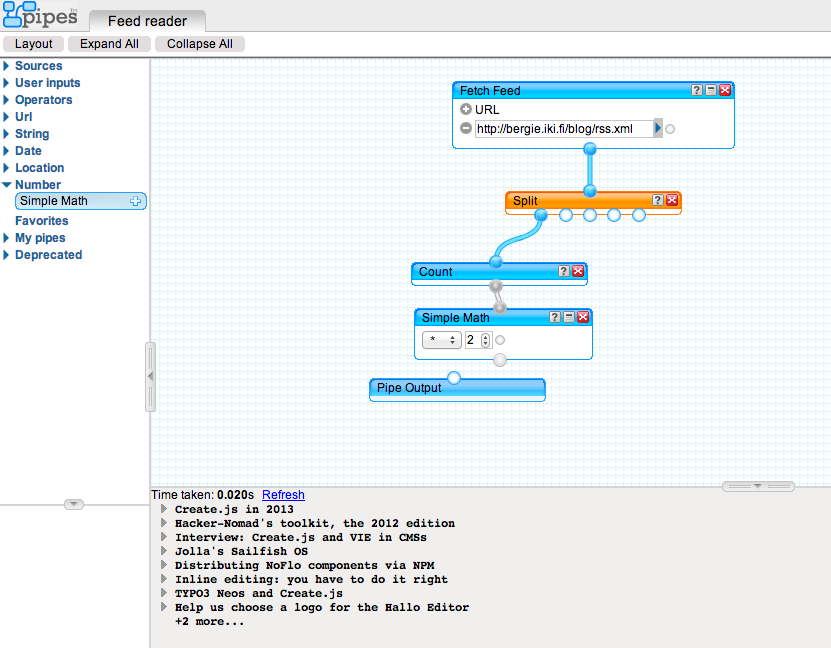 pipes™
Feed reader
Layout
Expand All
Collapse All
Sources
User inputs
Operators
Url
String
Date
Location
Number
Simple Math
Favorites
My pipes
Deprecated
Fetch Feed
?
URL
http://bergie.iki.fi/blog/rss.xml
Split
?
Count
?
Simple Math
?
* 2
Pipe Output
Time taken: 0.020s Refresh
Create.js in 2013
Hacker-Nomad's toolkit, the 2012 edition
Interview: Create.js and VIE in CMSs
Jolla's Sailfish OS
Distributing NoFlo components via NPM
Inline editing: you have to do it right
TYPO3 Neos and Create.js
Help us choose a logo for the Hallo Editor
+2 more...